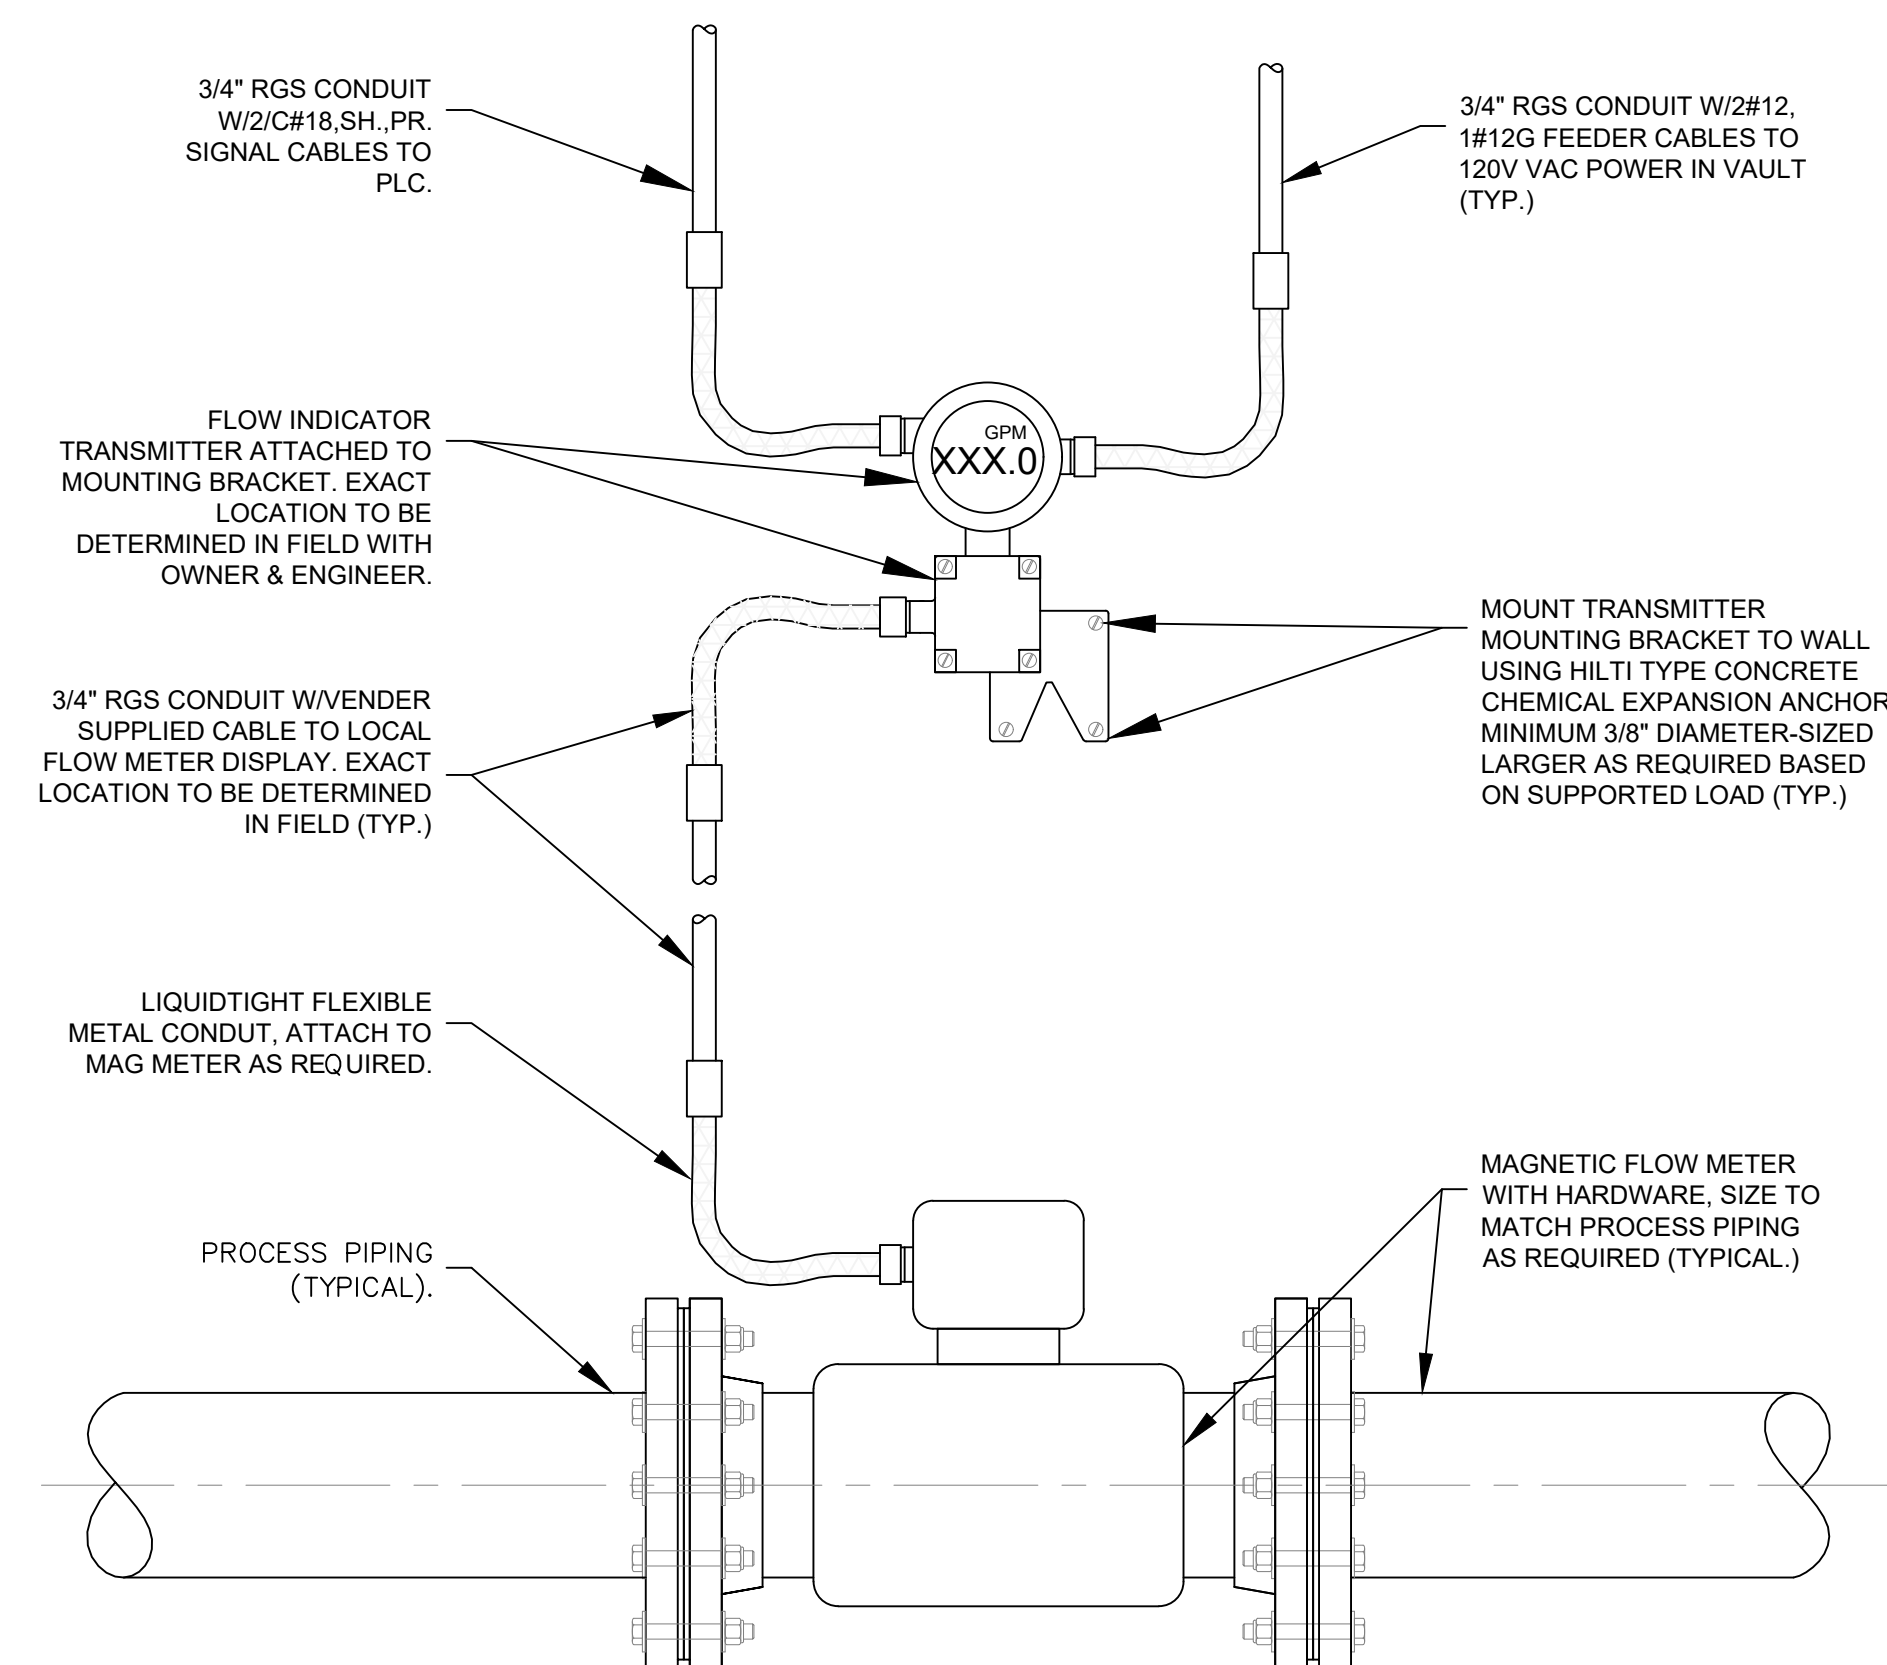 3/4" RGS CONDUIT
W/2/C#18,SH.,PR.
SIGNAL CABLES TO
PLC.
3/4" RGS CONDUIT W/2#12,
1#12G FEEDER CABLES TO
120V VAC POWER IN VAULT
(TYP.)
FLOW INDICATOR
TRANSMITTER ATTACHED TO
MOUNTING BRACKET. EXACT
LOCATION TO BE
DETERMINED IN FIELD WITH
OWNER & ENGINEER.
GPM
XXX.0
MOUNT TRANSMITTER
MOUNTING BRACKET TO WALL
USING HILTI TYPE CONCRETE
CHEMICAL EXPANSION ANCHOR
MINIMUM 3/8" DIAMETER-SIZED
LARGER AS REQUIRED BASED
ON SUPPORTED LOAD (TYP.)
3/4" RGS CONDUIT W/VENDER
SUPPLIED CABLE TO LOCAL
FLOW METER DISPLAY. EXACT
LOCATION TO BE DETERMINED
IN FIELD (TYP.)
LIQUIDTIGHT FLEXIBLE
METAL CONDUT, ATTACH TO
MAG METER AS REQUIRED.
MAGNETIC FLOW METER
WITH HARDWARE, SIZE TO
MATCH PROCESS PIPING
AS REQUIRED (TYPICAL.)
PROCESS PIPING
(TYPICAL).